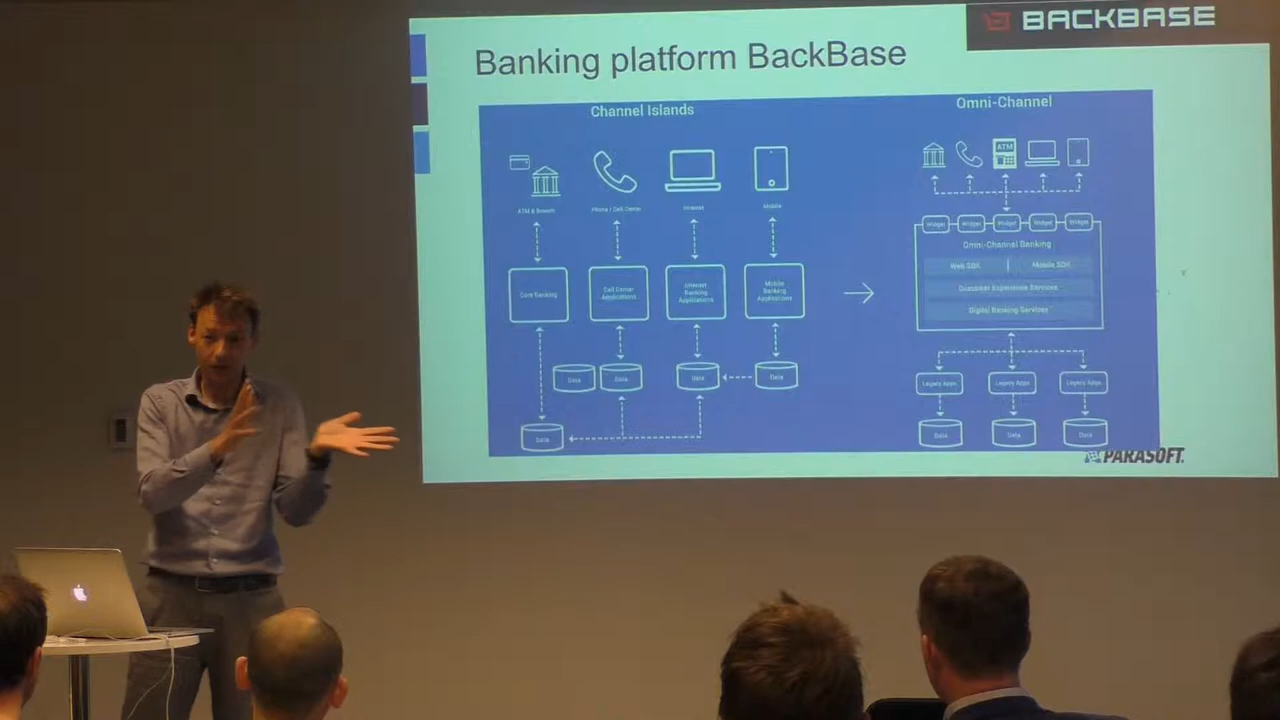 BACKBASE
Banking platform BackBase
Channel Islands
Omni-Channel
ATM
ATM & Branch
Phone / Call Center
Internet
Mobile
Widget Widget Widget Widget Widget
Omni-Channel Banking
Web SDK
Mobile SDK
Customer Experience Services
Digital Banking Services
Core Banking
Call Center
Applications
Internet
Banking
Applications
Mobile
Banking
Applications
Data Data Data Data
Data
Legacy Apps Legacy Apps Legacy Apps
Data Data Data
PARASOFT